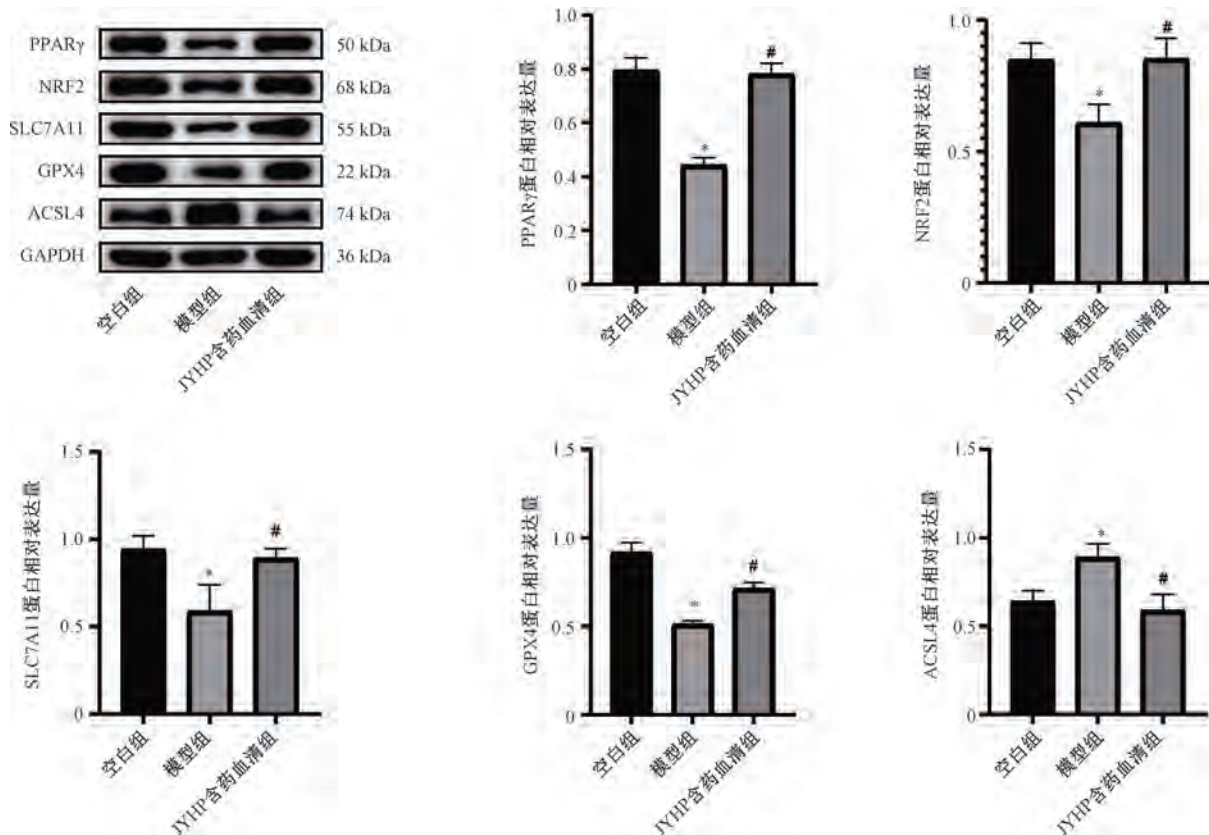 PPARγ 50 kDa
NRF2 68 kDa
SLC7A11 55 kDa
GPX4 22 kDa
ACSL4 74 kDa
GAPDH 36 kDa
空白组
模型组
JYHP含药血清组
PPARγ蛋白相对表达量
1.0
0.8
0.6
0.4
0.2
0
*
#
空白组
模型组
JYHP含药血清组
NRF2蛋白相对表达量
1.0
0.5
0
*
#
空白组
模型组
JYHP含药血清组
SLC7A11蛋白相对表达量
1.5
1.0
0.5
0
*
#
空白组
模型组
JYHP含药血清组
GPX4蛋白相对表达量
1.5
1.0
0.5
0
*
#
空白组
模型组
JYHP含药血清组
ACSL4蛋白相对表达量
1.5
1.0
0.5
0
*
#
空白组
模型组
JYHP含药血清组